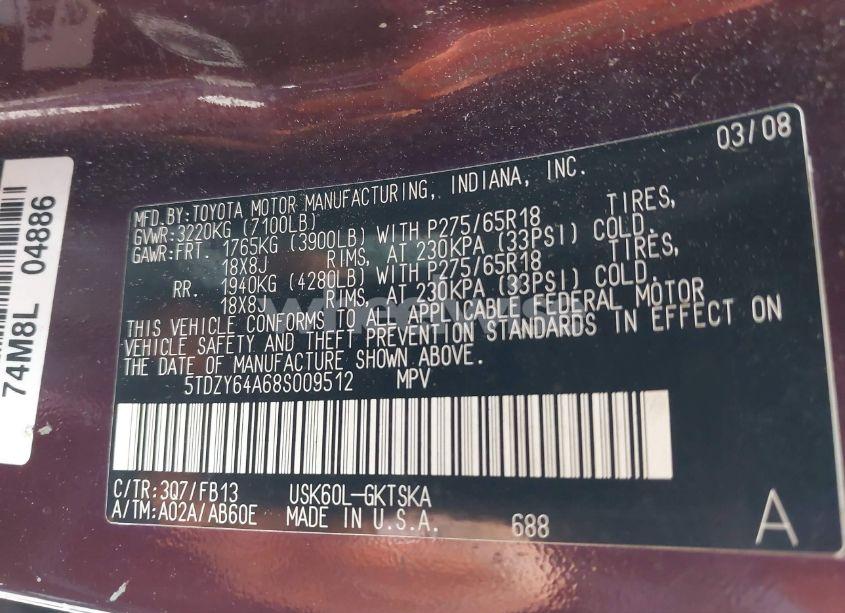 03/08
MFD.BY:TOYOTA MOTOR MANUFACTURING, INDIANA, INC.
GVWR:3220KG (7100LB)
GAWR:FRT. 1765KG (3900LB) WITH P275/65R18 TIRES,
18X8J RIMS, AT 230KPA (33PSI) COLD.
RR. 1940KG (4280LB) WITH P275/65R18 TIRES,
18X8J RIMS, AT 230KPA (33PSI) COLD.
THIS VEHICLE CONFORMS TO ALL APPLICABLE FEDERAL MOTOR
VEHICLE SAFETY AND THEFT PREVENTION STANDARDS IN EFFECT ON
THE DATE OF MANUFACTURE SHOWN ABOVE.
5TDZY64A68S009512 MPV
C/TR:3Q7/FB13 USK60L-GKTSKA
A/TM:A02A/AB60E MADE IN U.S.A. 688 A
74M8L 04886